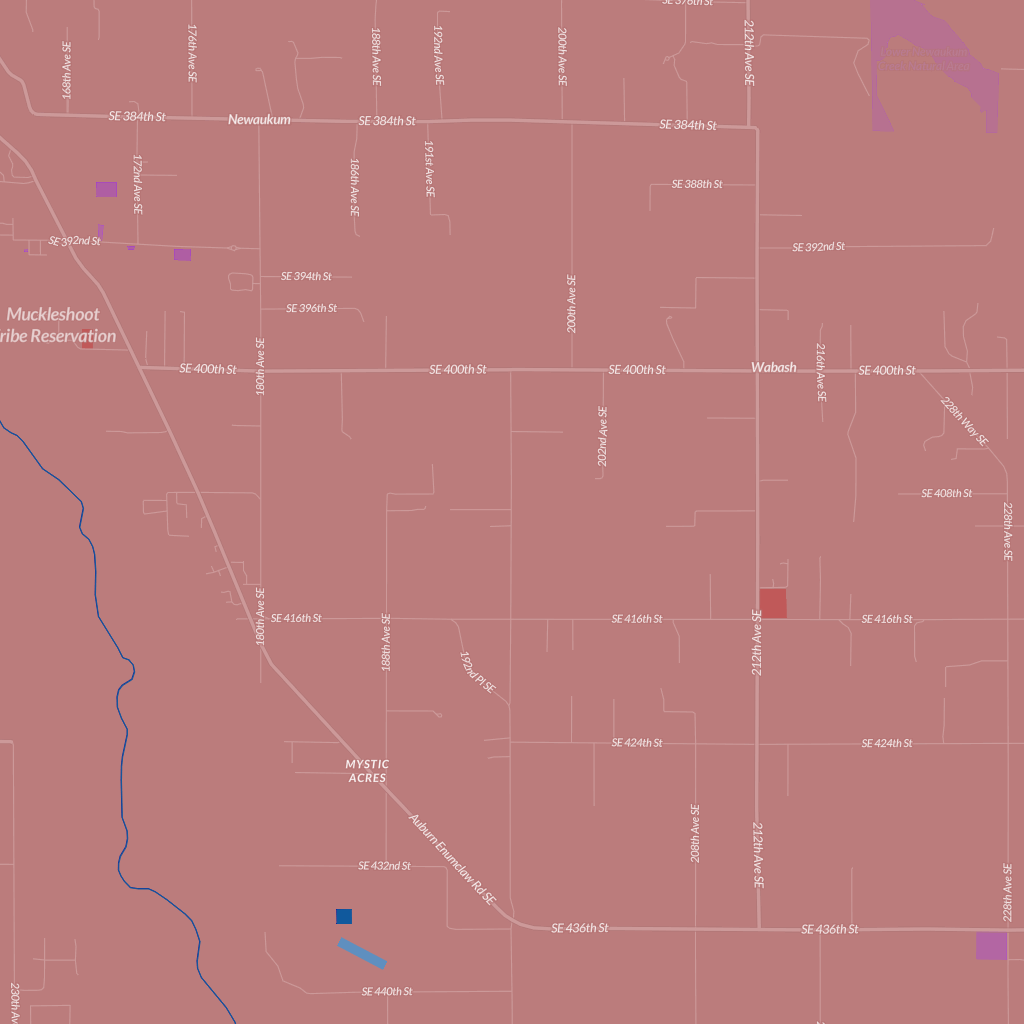 SE 376th St
168th Ave SE
176th Ave SE
188th Ave SE
192nd Ave SE
200th Ave SE
212th Ave SE
SE 384th St
Newaukum
SE 384th St
SE 384th St
172nd Ave SE
186th Ave SE
191st Ave SE
SE 388th St
SE 392nd St
SE 392nd St
SE 394th St
SE 396th St
200th Ave SE
Muckleshoot
ribe Reservation
180th Ave SE
SE 400th St
SE 400th St
SE 400th St
Wabash
216th Ave SE
SE 400th St
228th Way SE
202nd Ave SE
SE 408th St
228th Ave SE
180th Ave SE
SE 416th St
188th Ave SE
SE 416th St
212th Ave SE
SE 416th St
192nd Pl SE
SE 424th St
SE 424th St
MYSTIC
ACRES
Auburn Enumclaw Rd SE
208th Ave SE
212th Ave SE
SE 432nd St
228th Ave SE
SE 436th St
SE 436th St
SE 440th St
230th Av